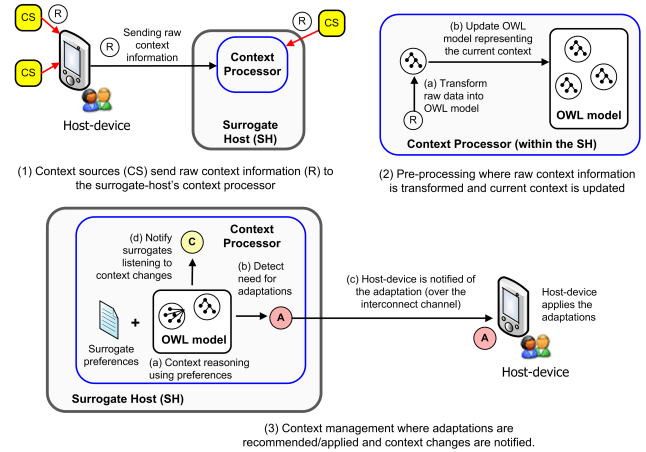 CS
R
Sending raw
context
information
R
CS
CS
Context
Processor
Host-device
Surrogate
Host (SH)
(1) Context sources (CS) send raw context information (R) to
the surrogate-host's context processor
(b) Update OWL
model representing
the current context
(a) Transform
raw data into
OWL model
R
OWL model
Context Processor (within the SH)
(2) Pre-processing where raw context information
is transformed and current context is updated
Context
Processor
(d) Notify
surrogates
listening to
context changes
C
(b) Detect
need for
adaptations
A
Surrogate
preferences
+
OWL model
(a) Context reasoning
using preferences
Surrogate Host (SH)
(c) Host-device is notified
of the adaptation (over the
interconnect channel)
A
Host-device
applies the
adaptations
Host-device
(3) Context management where adaptations are
recommended/applied and context changes are notified.